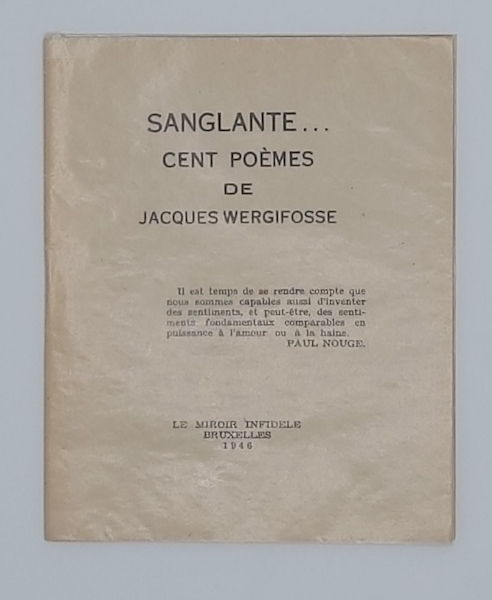 SANGLANTE...
CENT POÈMES
DE
JACQUES WERGIFOSSE
Il est temps de se rendre compte que
nous sommes capables aussi d'inventer
des sentiments, et peut-être, des senti-
ments fondamentaux comparables en
puissance à l'amour ou à la haine.
PAUL NOUGE.
LE MIROIR INFIDELE
BRUXELLES
1946